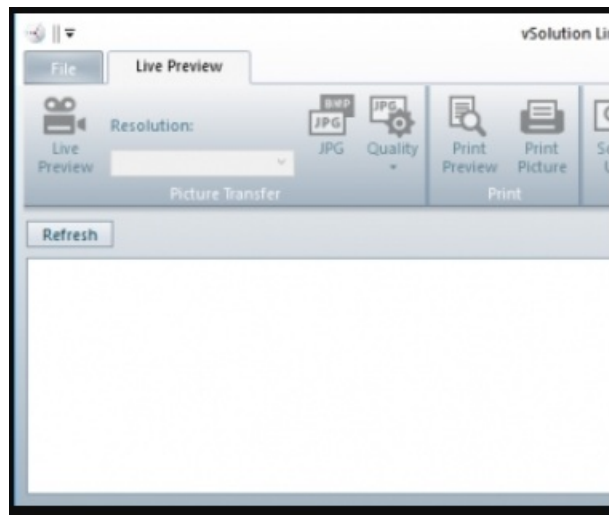 vSolution Li
File
Live Preview
Live
Preview
Resolution:
BMP
JPG
JPG
JPG
Quality
Print
Preview
Print
Picture
Picture Transfer
Print
Refresh